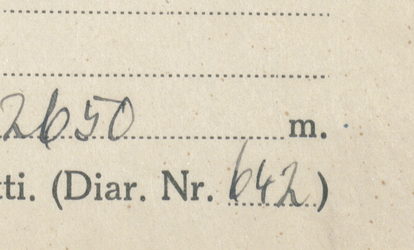 2650 m.
tti. (Diar. Nr. 642)